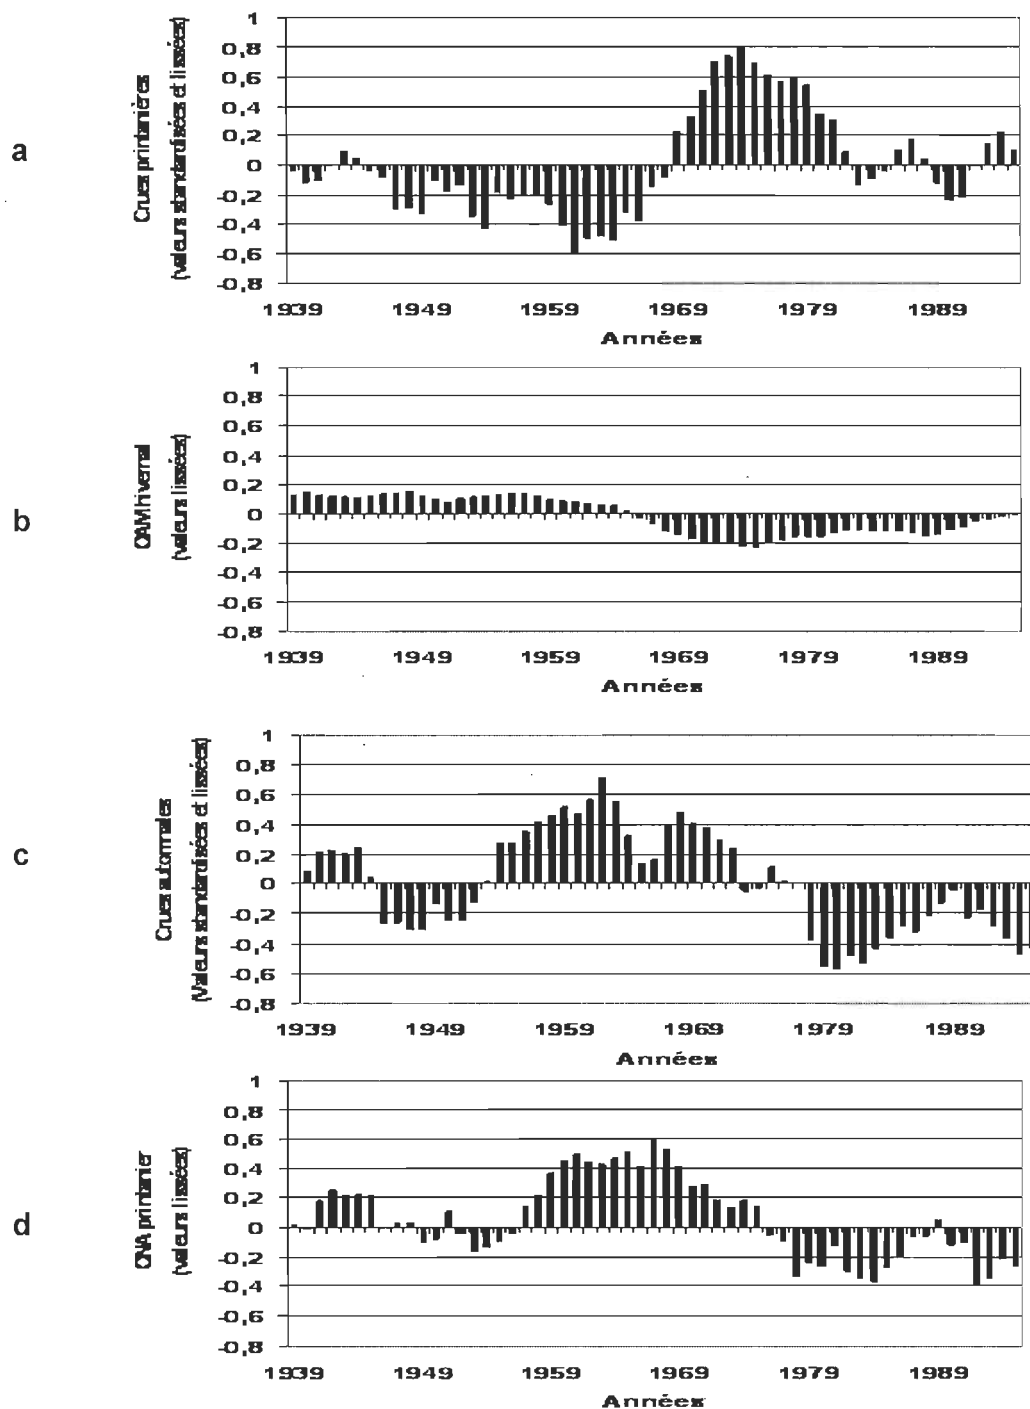 a
Crues printanières
(valeurs standardisées et lissées)
1
0,8
0,6
0,4
0,2
0
-0,2
-0,4
-0,6
-0,8
1939 1949 1959 1969 1979 1989
Années
b
OAM hivernal
(valeurs lissées)
1
0,8
0,6
0,4
0,2
0
-0,2
-0,4
-0,6
-0,8
1939 1949 1959 1969 1979 1989
Années
c
Crues automnales
(Valeurs standardisées et lissées)
1
0,8
0,6
0,4
0,2
0
-0,2
-0,4
-0,6
-0,8
1939 1949 1959 1969 1979 1989
Années
d
ONA printanier
(valeurs lissées)
1
0,8
0,6
0,4
0,2
0
-0,2
-0,4
-0,6
-0,8
1939 1949 1959 1969 1979 1989
Années